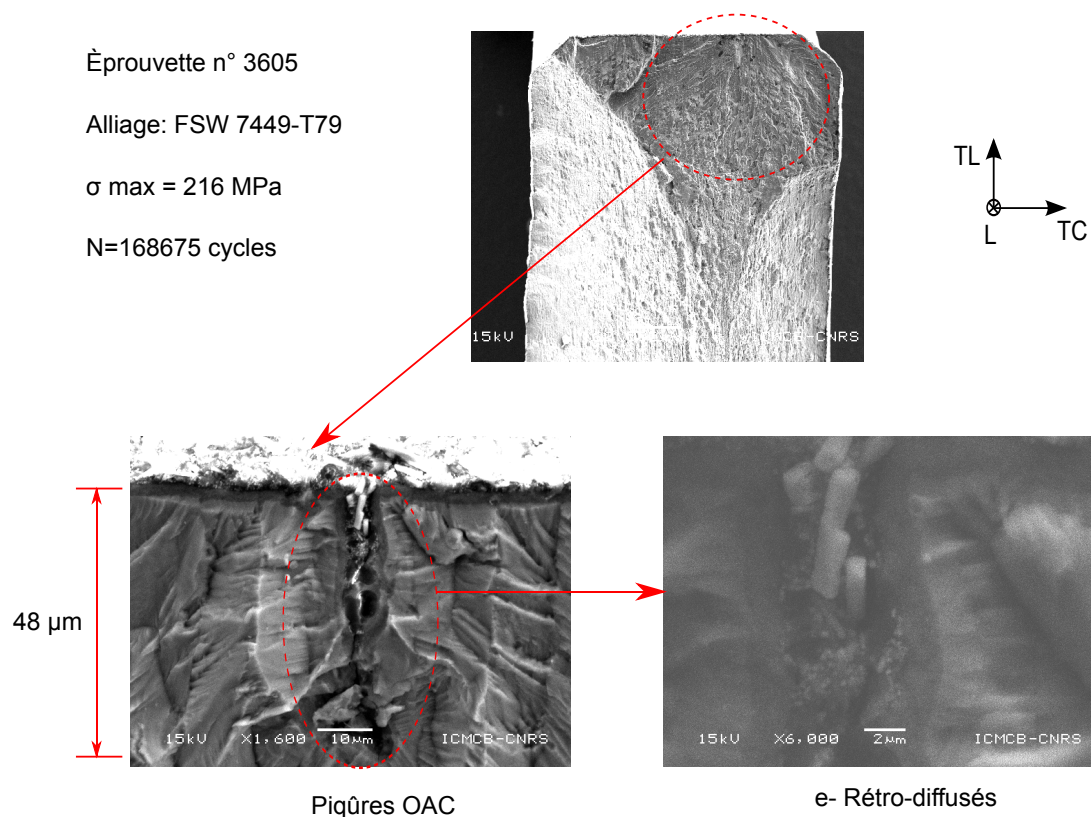 Èprouvette n° 3605
Alliage: FSW 7449-T79
σ max = 216 MPa
N=168675 cycles
15kV
ICMCB-CNRS
TL
L
TC
48 µm
15kV X1,600 10µm ICMCB-CNRS
15kV X6,000 2µm ICMCB-CNRS
Piqûres OAC
e- Rétro-diffusés